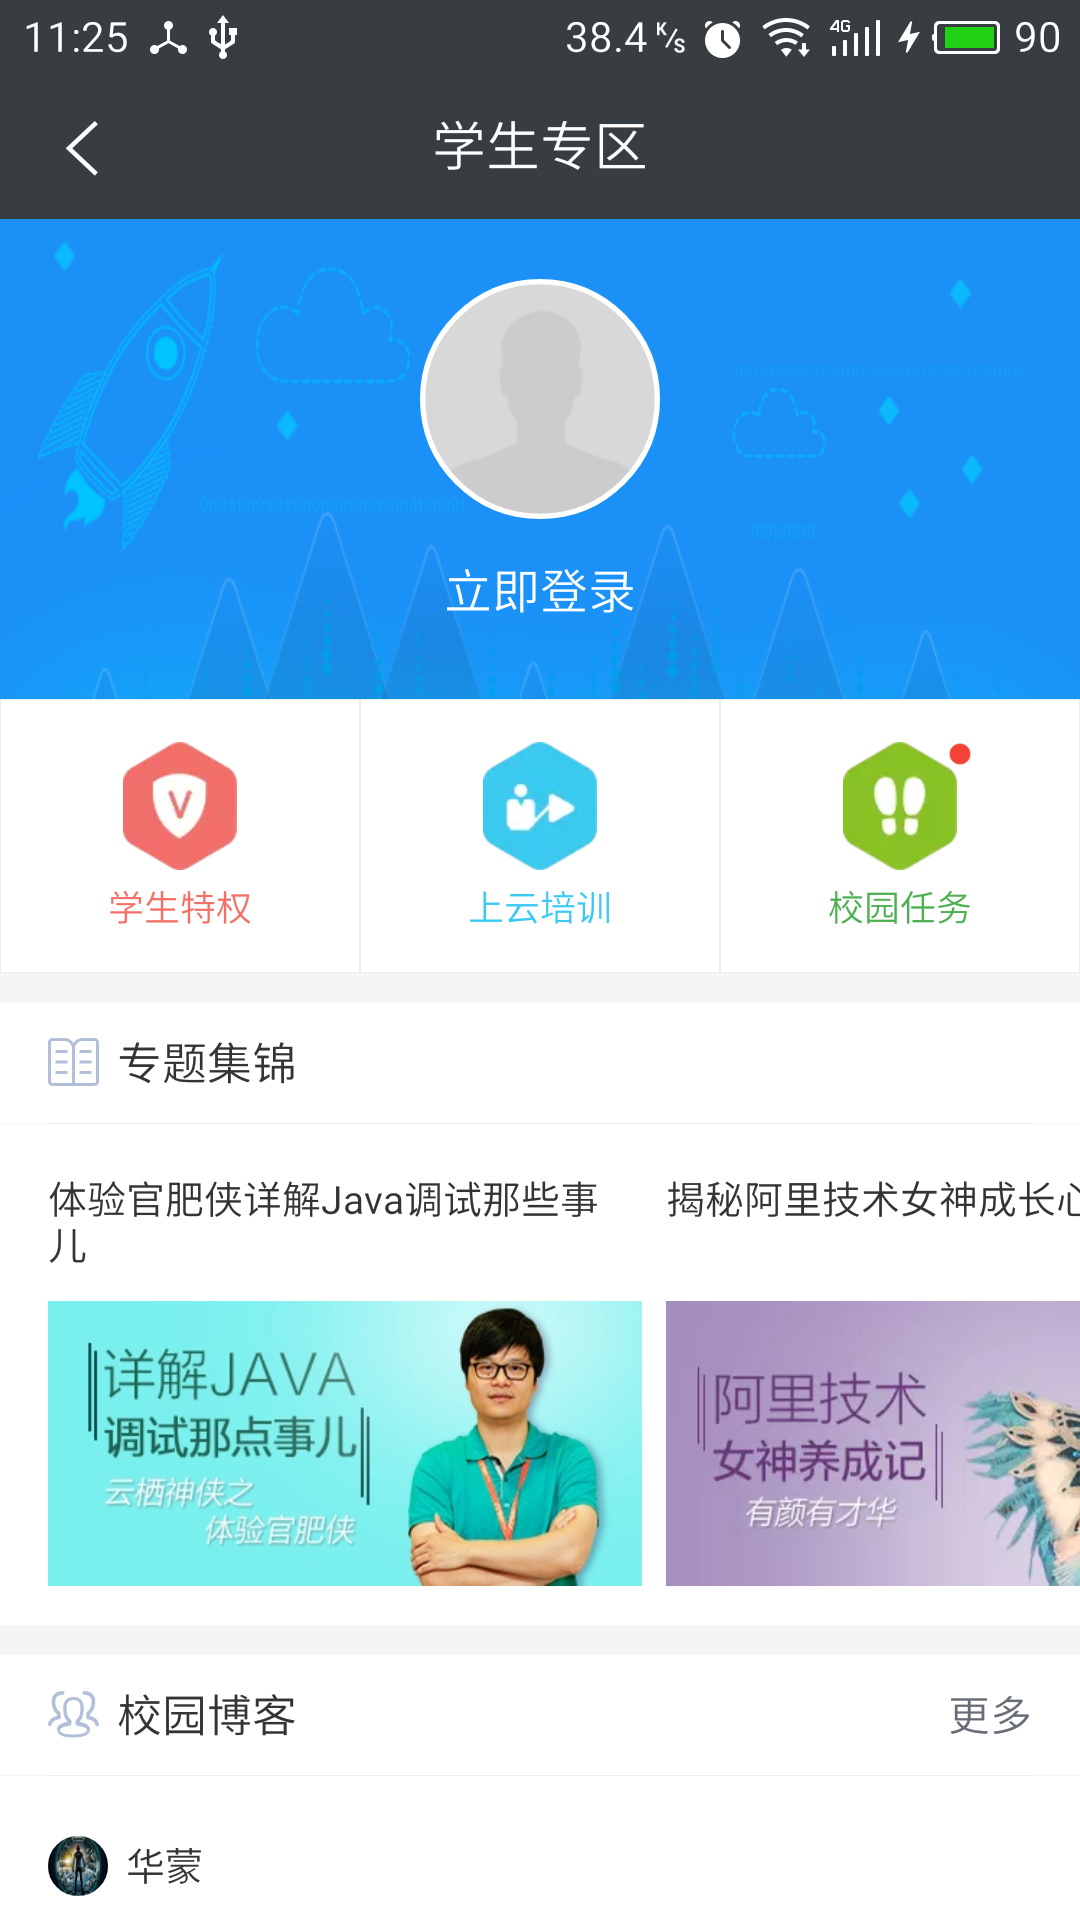 11:25
38.4 K/S
4G
90
学生专区
0101010101010101010101010101010101
01010101
立即登录
V
学生特权
上云培训
校园任务
专题集锦
体验官肥侠详解Java调试那些事
儿
揭秘阿里技术女神成长心
详解JAVA
调试那点事儿
云栖神侠之
体验官肥侠
阿里技术
女神养成记
有颜有才华
校园博客
更多
华蒙